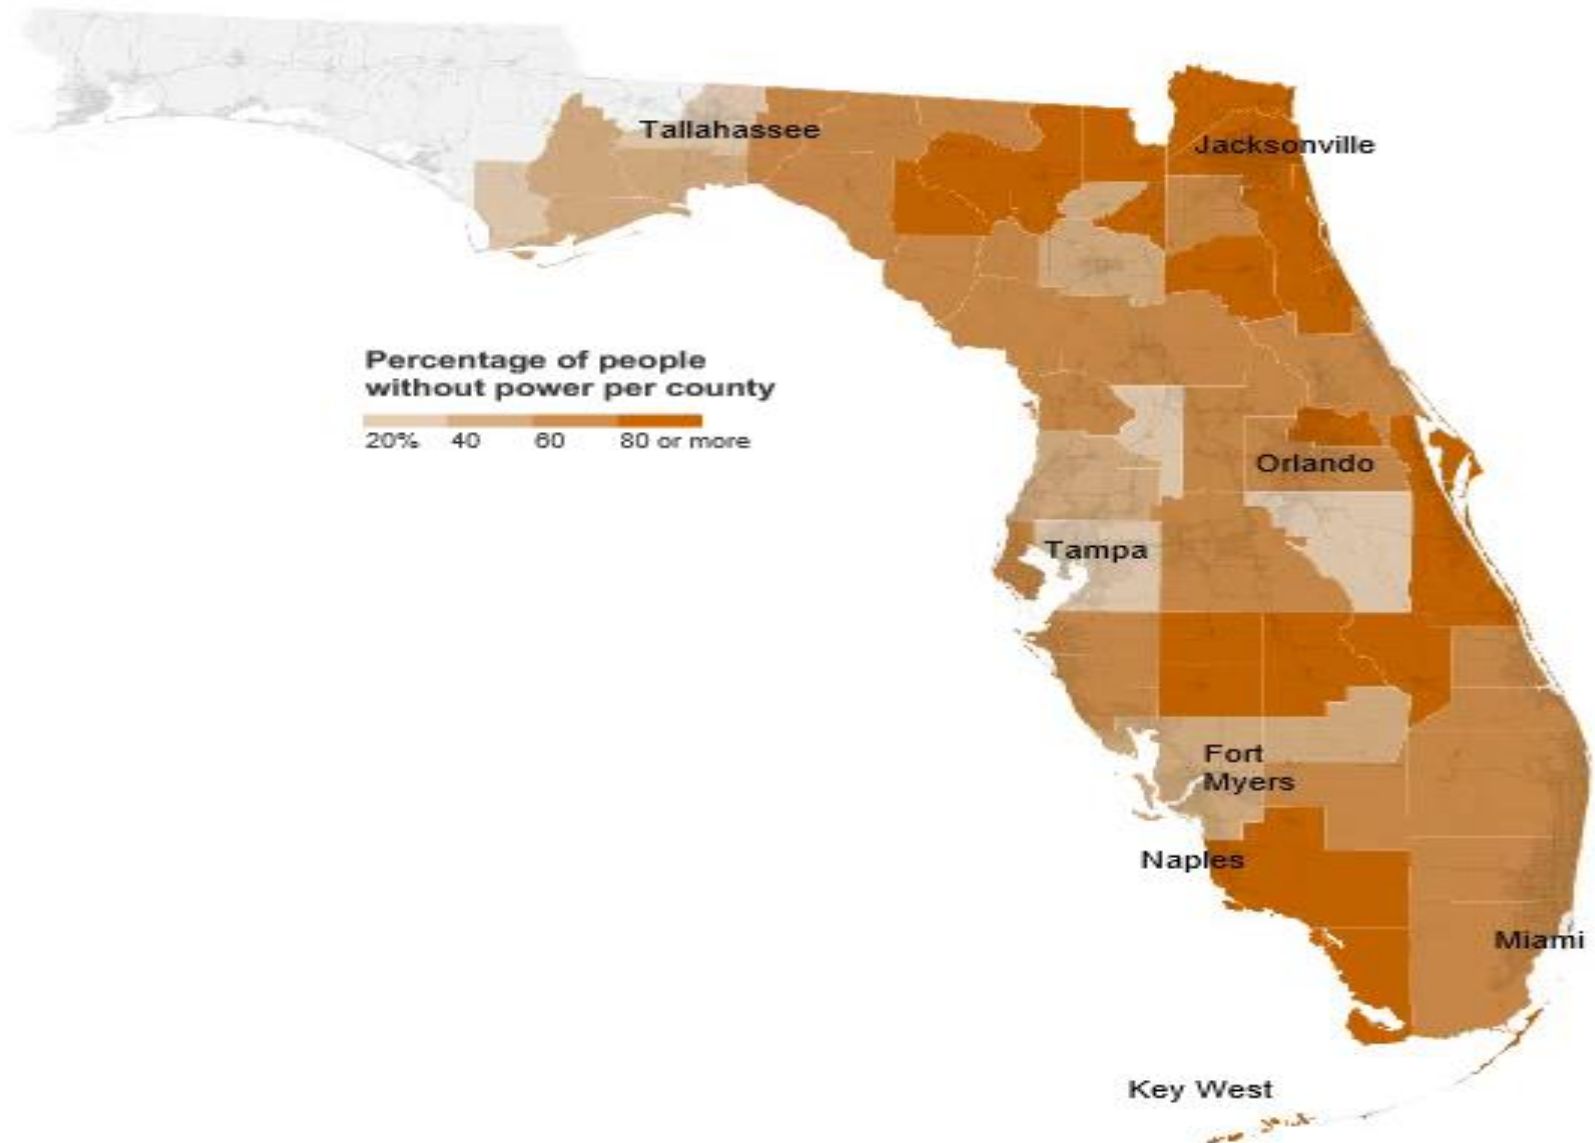 Tallahassee
Jacksonville
Percentage of people
without power per county
20% 40 60 80 or more
Orlando
Tampa
Fort
Myers
Naples
Miami
Key West